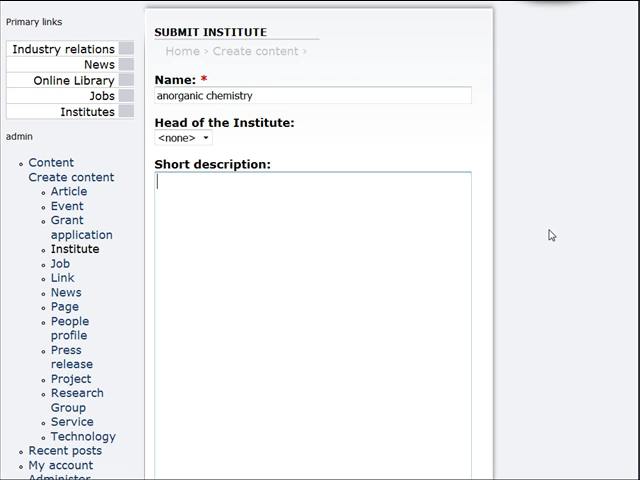 Primary links
Industry relations
News
Online Library
Jobs
Institutes
admin
Content
Create content
Article
Event
Grant
application
Institute
Job
Link
News
Page
People
profile
Press
release
Project
Research
Group
Service
Technology
Recent posts
My account
Administer
SUBMIT INSTITUTE
Home › Create content ›
Name: *
anorganic chemistry
Head of the Institute:
<none>
Short description: